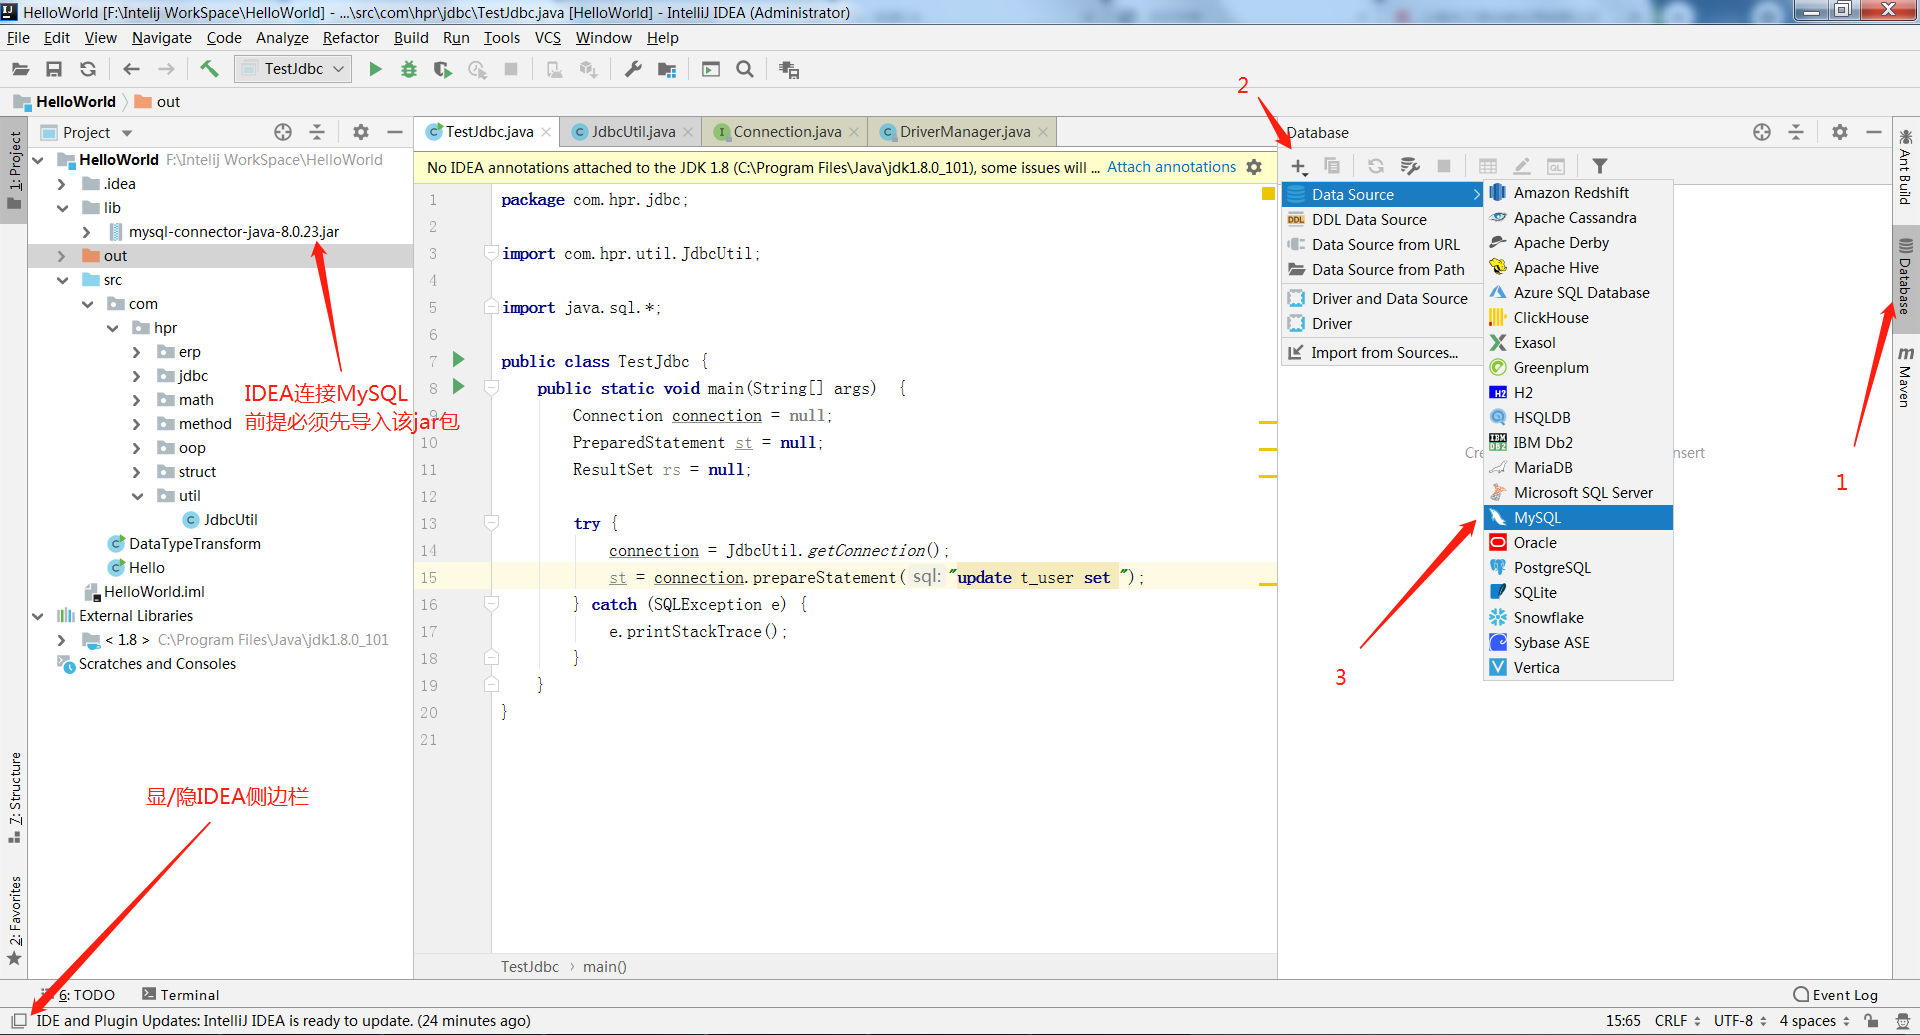 HelloWorld [F:\Intelij WorkSpace\HelloWorld] - ...\src\com\hpr\jdbc\TestJdbc.java [HelloWorld] - IntelliJ IDEA (Administrator)
File Edit View Navigate Code Analyze Refactor Build Run Tools VCS Window Help
TestJdbc
HelloWorld out
1: Project
7: Structure
2: Favorites
Project
HelloWorld F:\Intelij WorkSpace\HelloWorld
.idea
lib
mysql-connector-java-8.0.23.jar
out
src
com
hpr
erp
jdbc
math
method
oop
struct
util
JdbcUtil
DataTypeTransform
Hello
HelloWorld.iml
External Libraries
< 1.8 > C:\Program Files\Java\jdk1.8.0_101
Scratches and Consoles
IDEA连接MySQL
前提必须先导入该jar包
显/隐IDEA侧边栏
TestJdbc.java JdbcUtil.java Connection.java DriverManager.java
No IDEA annotations attached to the JDK 1.8 (C:\Program Files\Java\jdk1.8.0_101), some issues will ... Attach annotations
1 package com.hpr.jdbc;
2
3 import com.hpr.util.JdbcUtil;
4
5 import java.sql.*;
6
7 public class TestJdbc {
8 public static void main(String[] args) {
9 Connection connection = null;
10 PreparedStatement st = null;
11 ResultSet rs = null;
12
13 try {
14 connection = JdbcUtil.getConnection();
15 st = connection.prepareStatement( sql: "update t_user set ");
16 } catch (SQLException e) {
17 e.printStackTrace();
18 }
19 }
20 }
21
TestJdbc › main()
2
Database
Data Source
DDL Data Source
Data Source from URL
Data Source from Path
Driver and Data Source
Driver
Import from Sources...
Amazon Redshift
Apache Cassandra
Apache Derby
Apache Hive
Azure SQL Database
ClickHouse
Exasol
Greenplum
H2
HSQLDB
IBM Db2
MariaDB
Microsoft SQL Server
MySQL
Oracle
PostgreSQL
SQLite
Snowflake
Sybase ASE
Vertica
Cre
nsert
1
3
Ant Build
Database
Maven
6: TODO Terminal Event Log
IDE and Plugin Updates: IntelliJ IDEA is ready to update. (24 minutes ago) 15:65 CRLF UTF-8 4 spaces